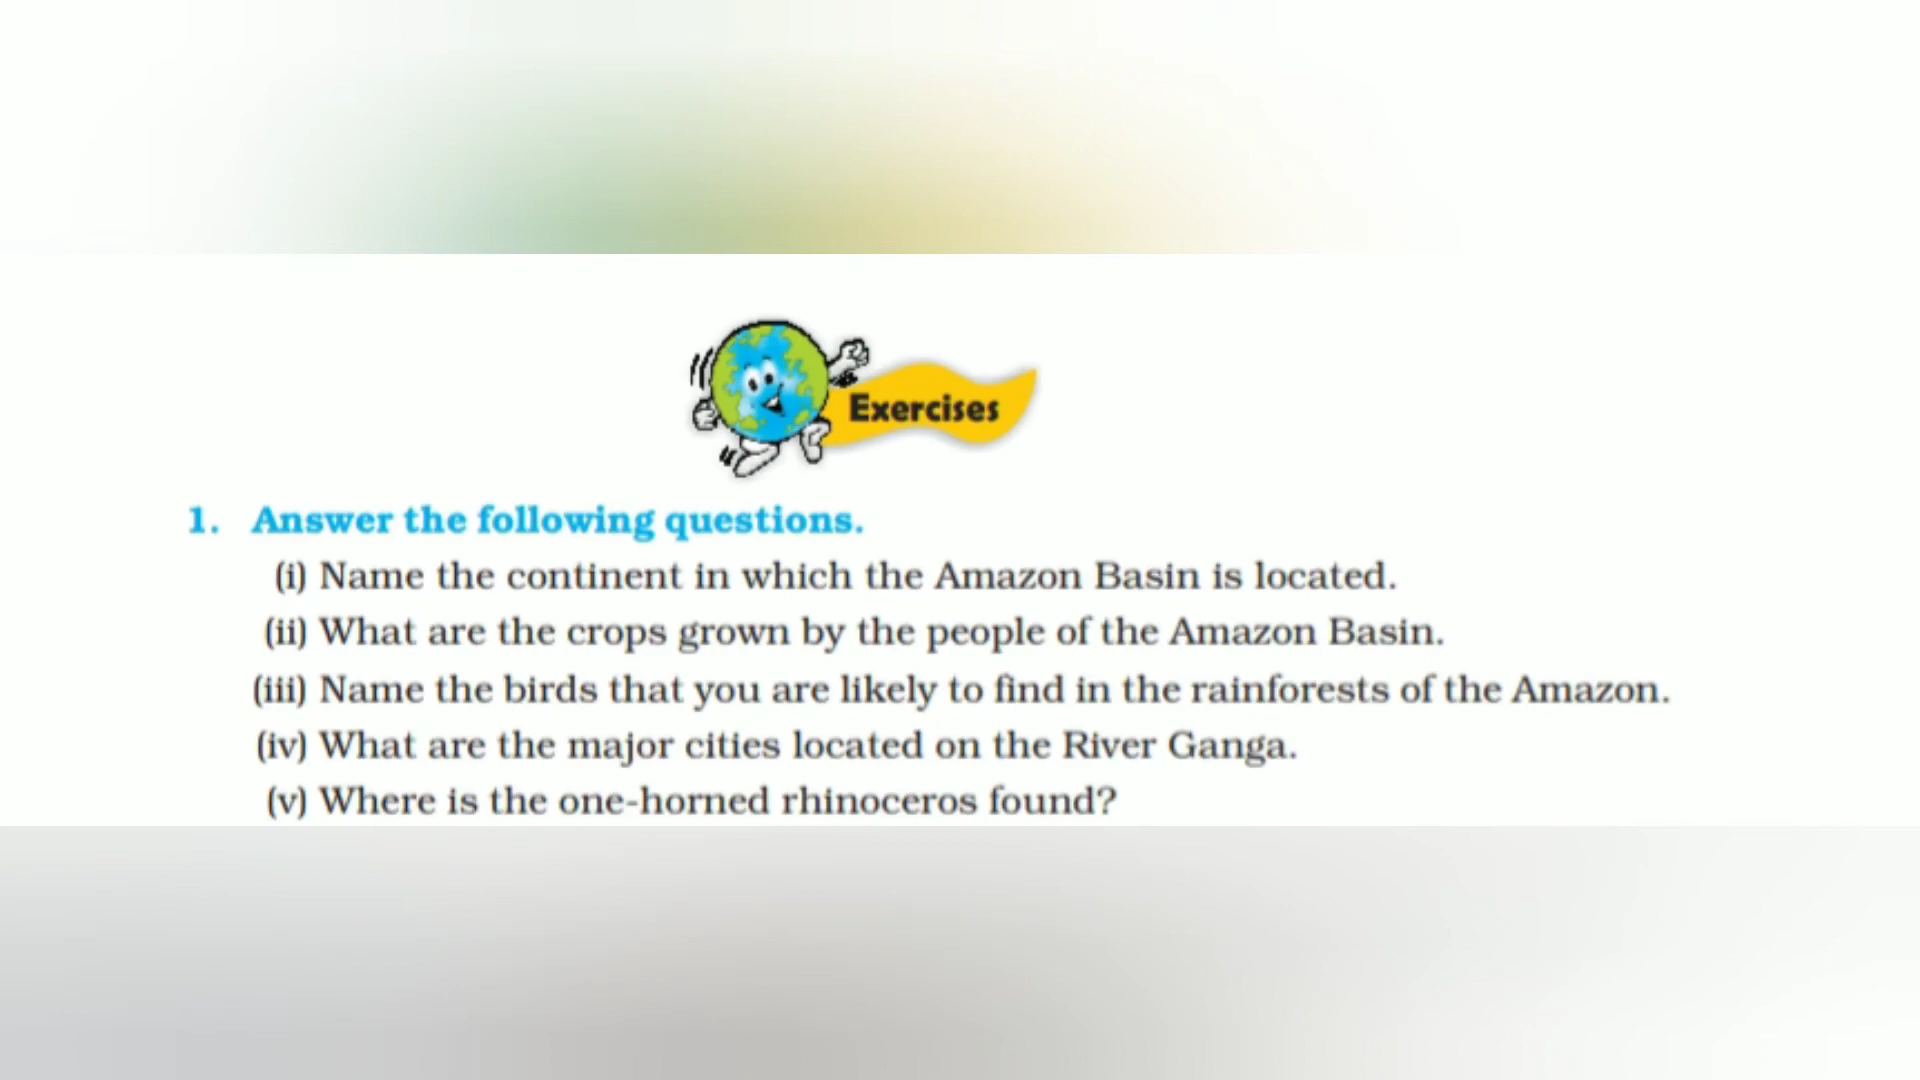 Exercises
1. Answer the following questions.
(i) Name the continent in which the Amazon Basin is located.
(ii) What are the crops grown by the people of the Amazon Basin.
(iii) Name the birds that you are likely to find in the rainforests of the Amazon.
(iv) What are the major cities located on the River Ganga.
(v) Where is the one-horned rhinoceros found?